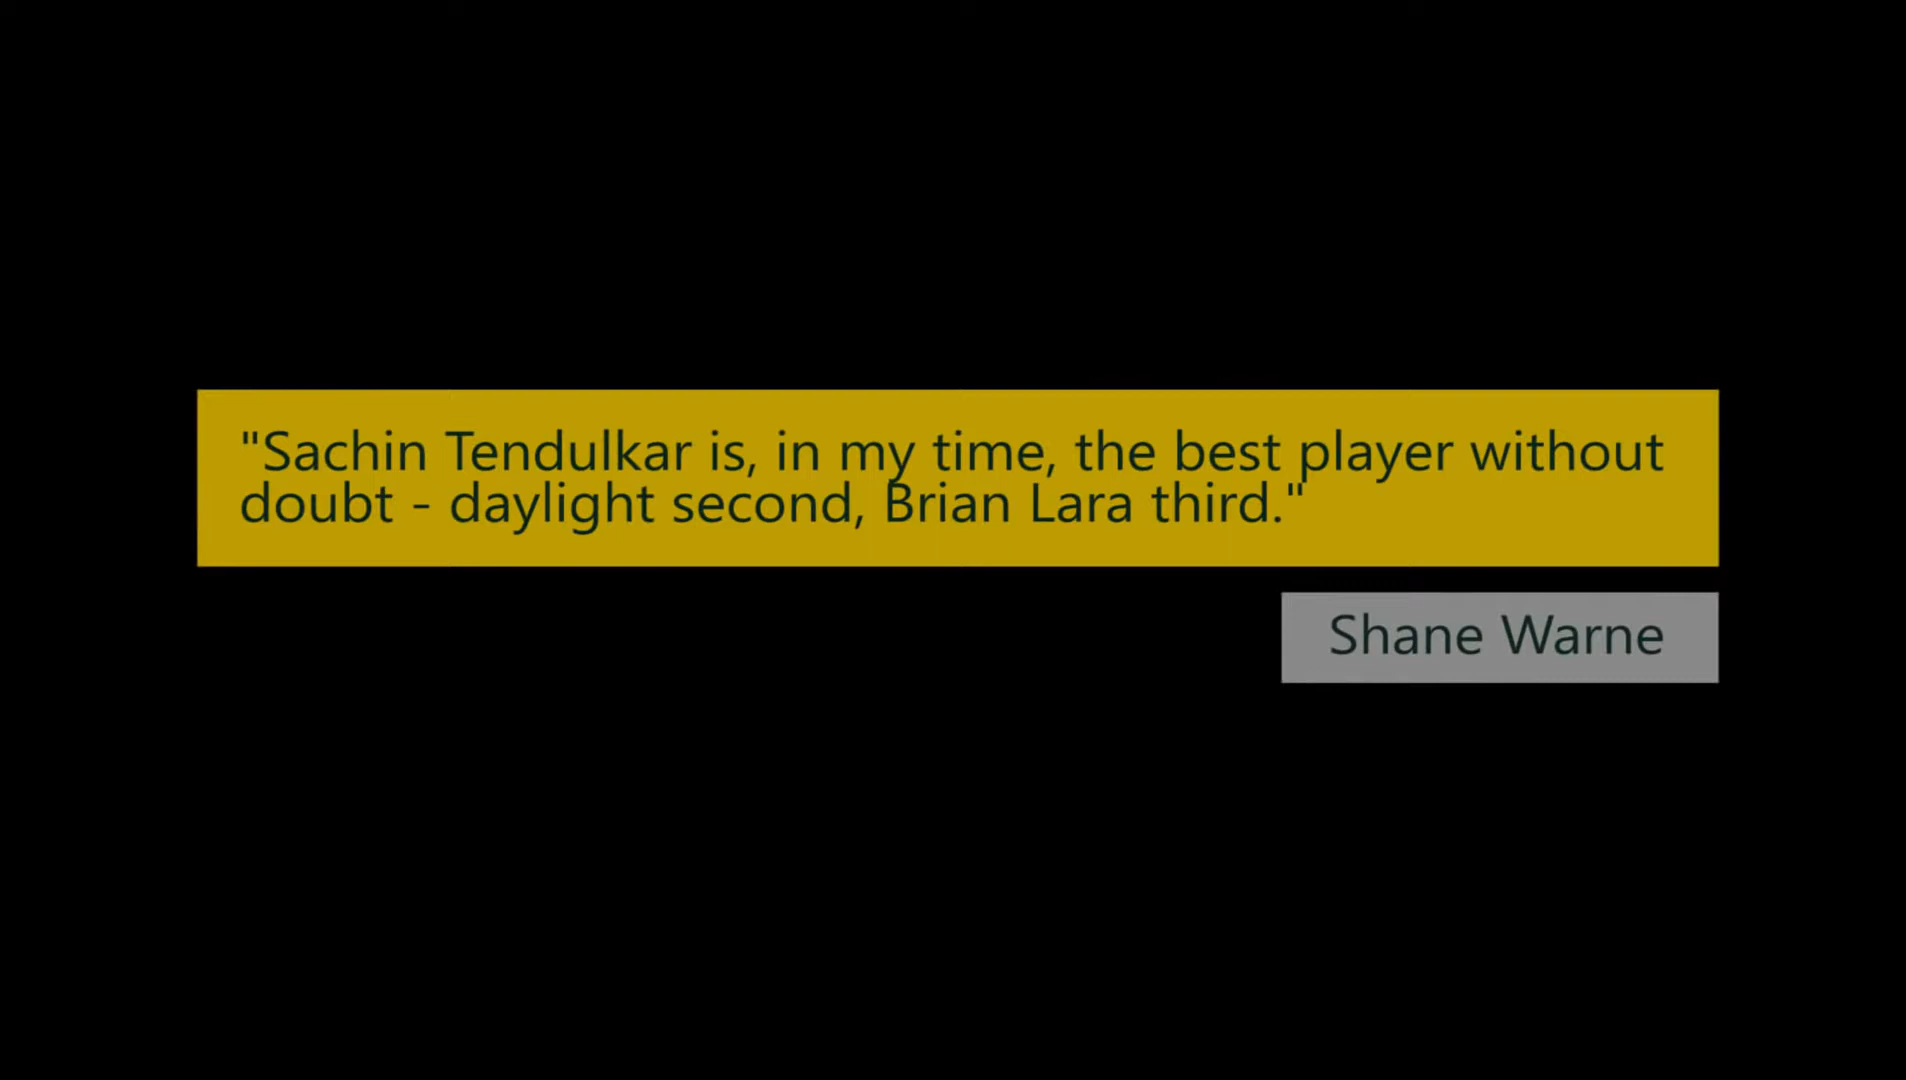 "Sachin Tendulkar is, in my time, the best player without
doubt - daylight second, Brian Lara third."
Shane Warne